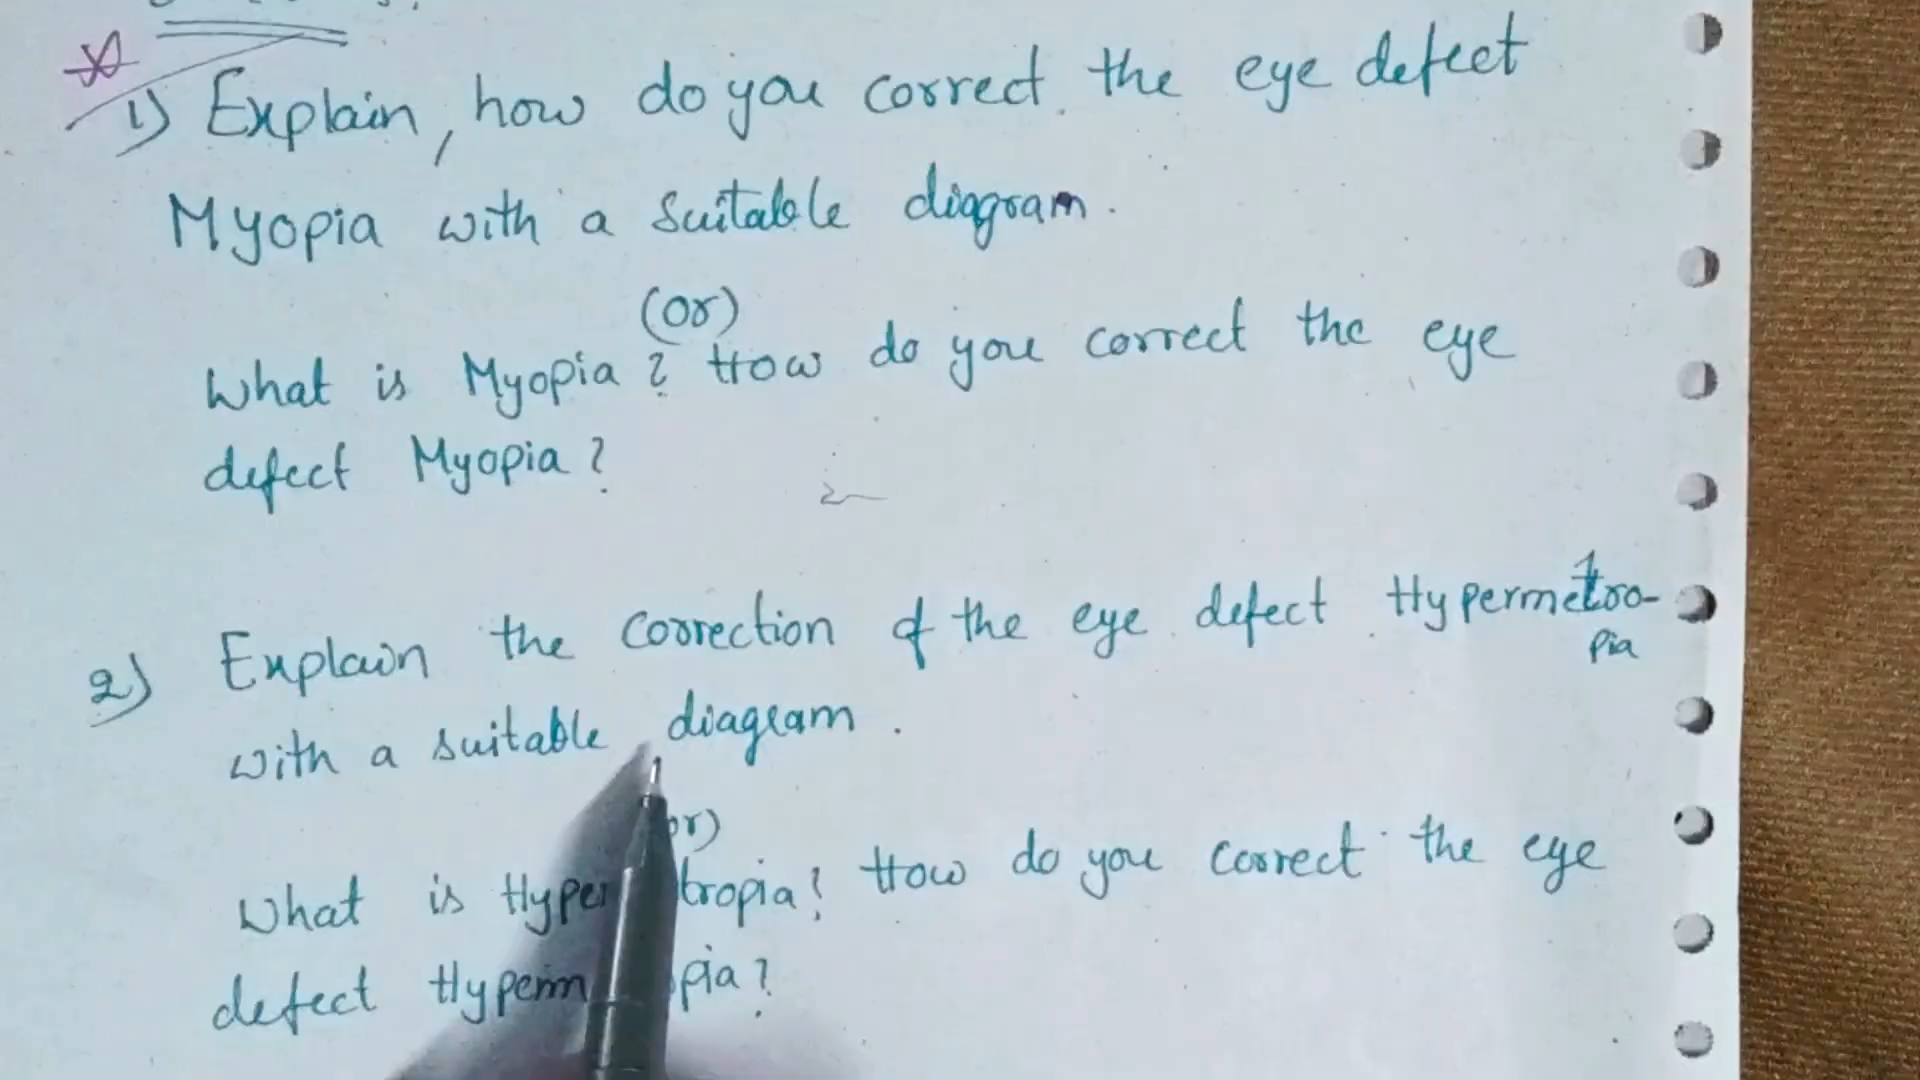 1) Explain, how do you correct the eye defect
Myopia with a suitable diagram.
(or)
What is Myopia? How do you correct the eye
defect Myopia?
2) Explain the correction of the eye defect Hypermetro-
pia
with a suitable diagram.
or)
What is Hyper tropia? How do you correct the eye
defect Hyperm pia?